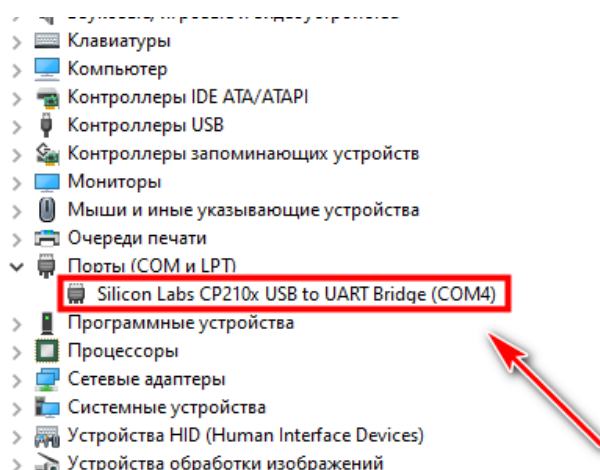 Клавиатуры
Компьютер
Контроллеры IDE ATA/ATAPI
Контроллеры USB
Контроллеры запоминающих устройств
Мониторы
Мыши и иные указывающие устройства
Очереди печати
Порты (COM и LPT)
Silicon Labs CP210x USB to UART Bridge (COM4)
Программные устройства
Процессоры
Сетевые адаптеры
Системные устройства
Устройства HID (Human Interface Devices)
Устройства обработки изображений